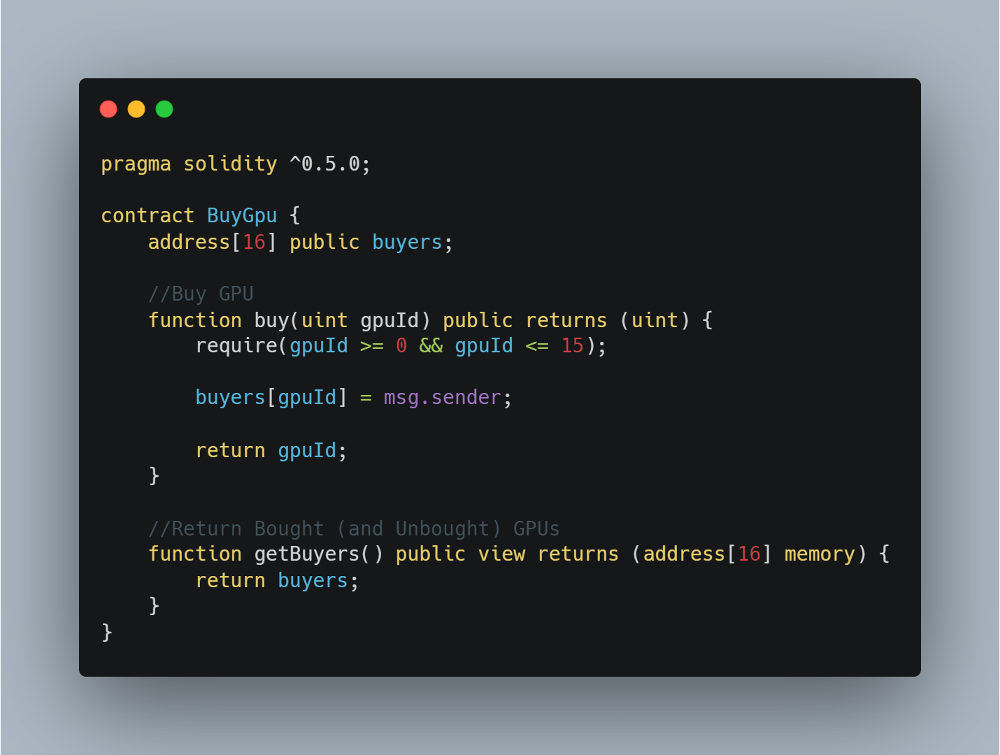 pragma solidity ^0.5.0;
contract BuyGpu {
address[16] public buyers;
//Buy GPU
function buy(uint gpuId) public returns (uint) {
require(gpuId >= 0 && gpuId <= 15);
buyers[gpuId] = msg.sender;
return gpuId;
}
//Return Bought (and Unbought) GPUs
function getBuyers() public view returns (address[16] memory) {
return buyers;
}
}